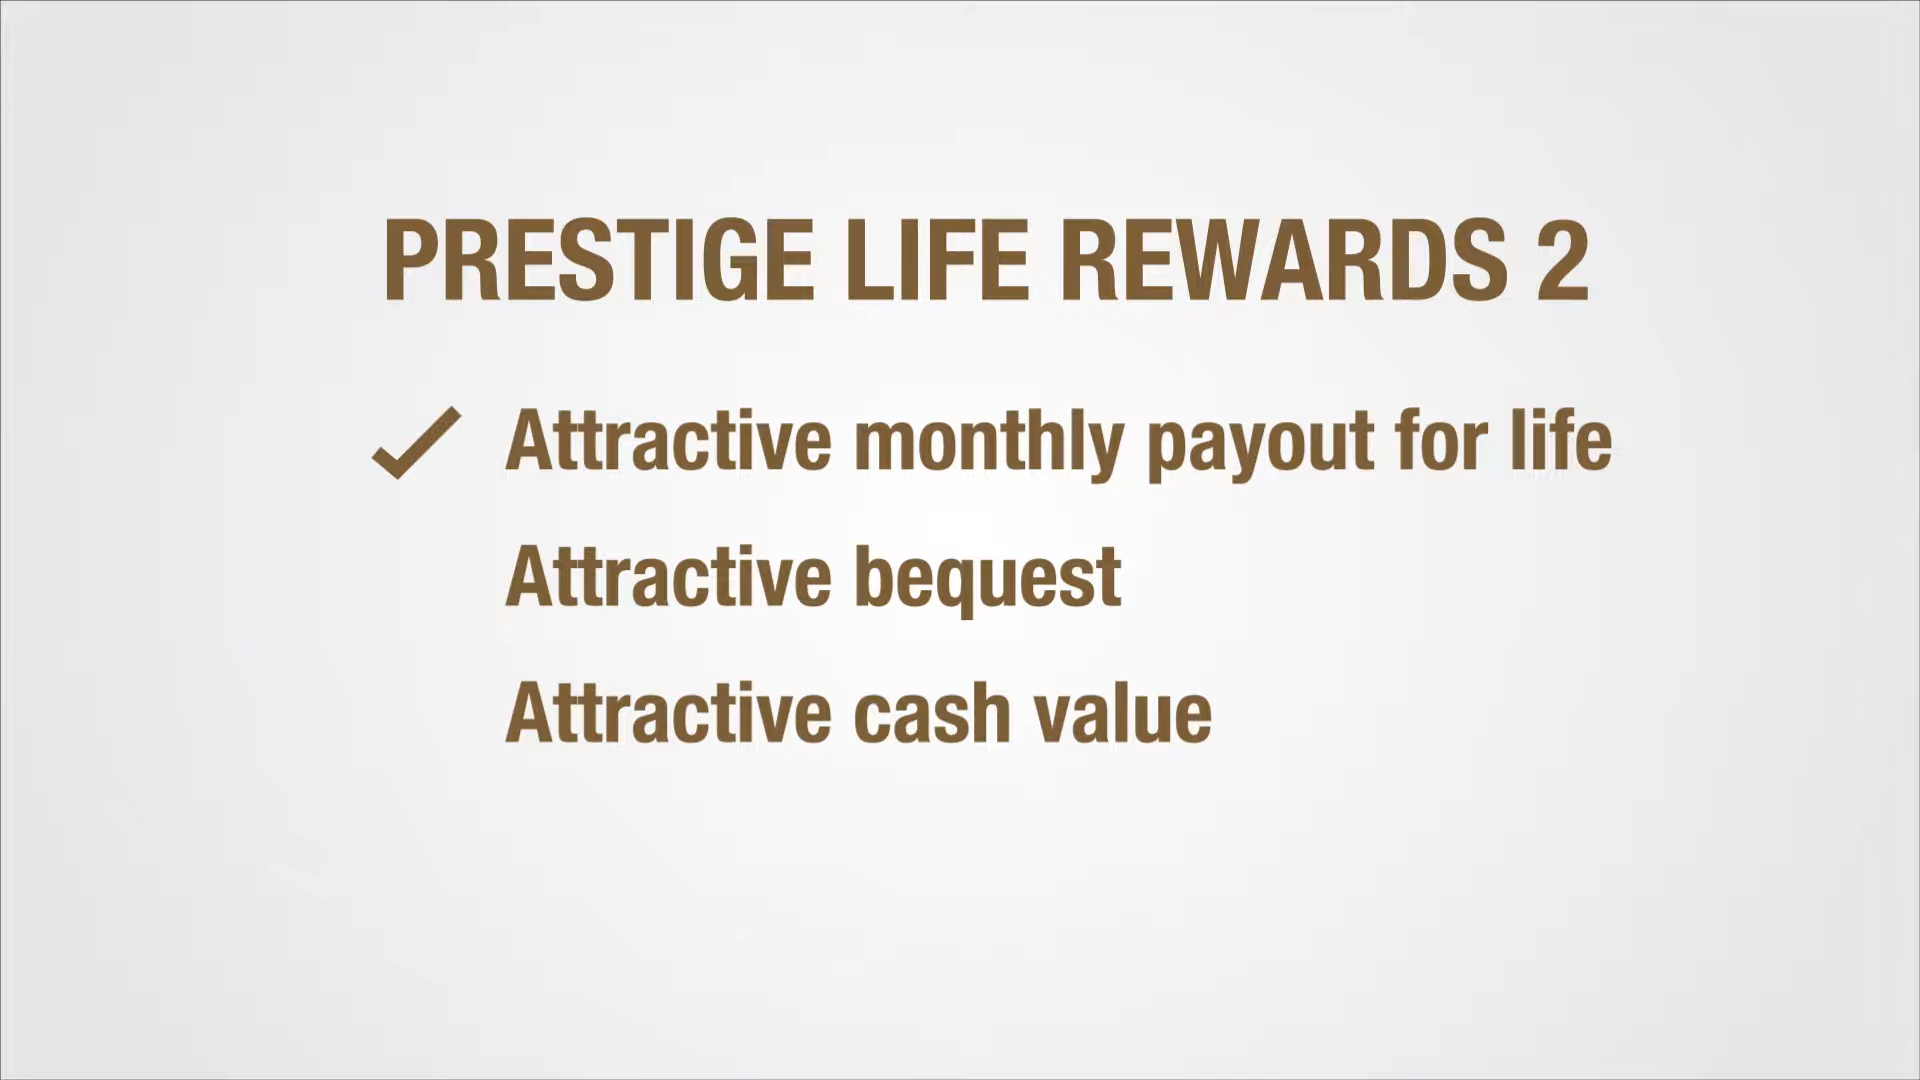 PRESTIGE LIFE REWARDS 2
Attractive monthly payout for life
Attractive bequest
Attractive cash value